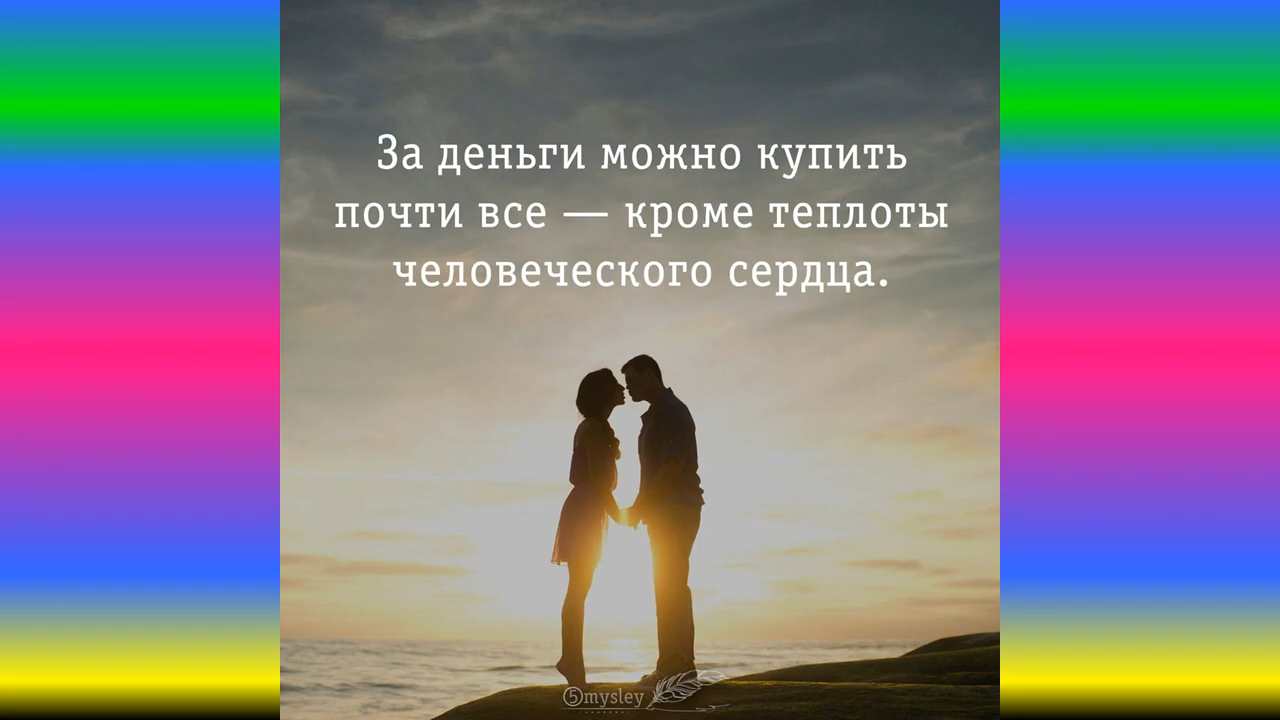 За деньги можно купить
почти все — кроме теплоты
человеческого сердца.
5mysley